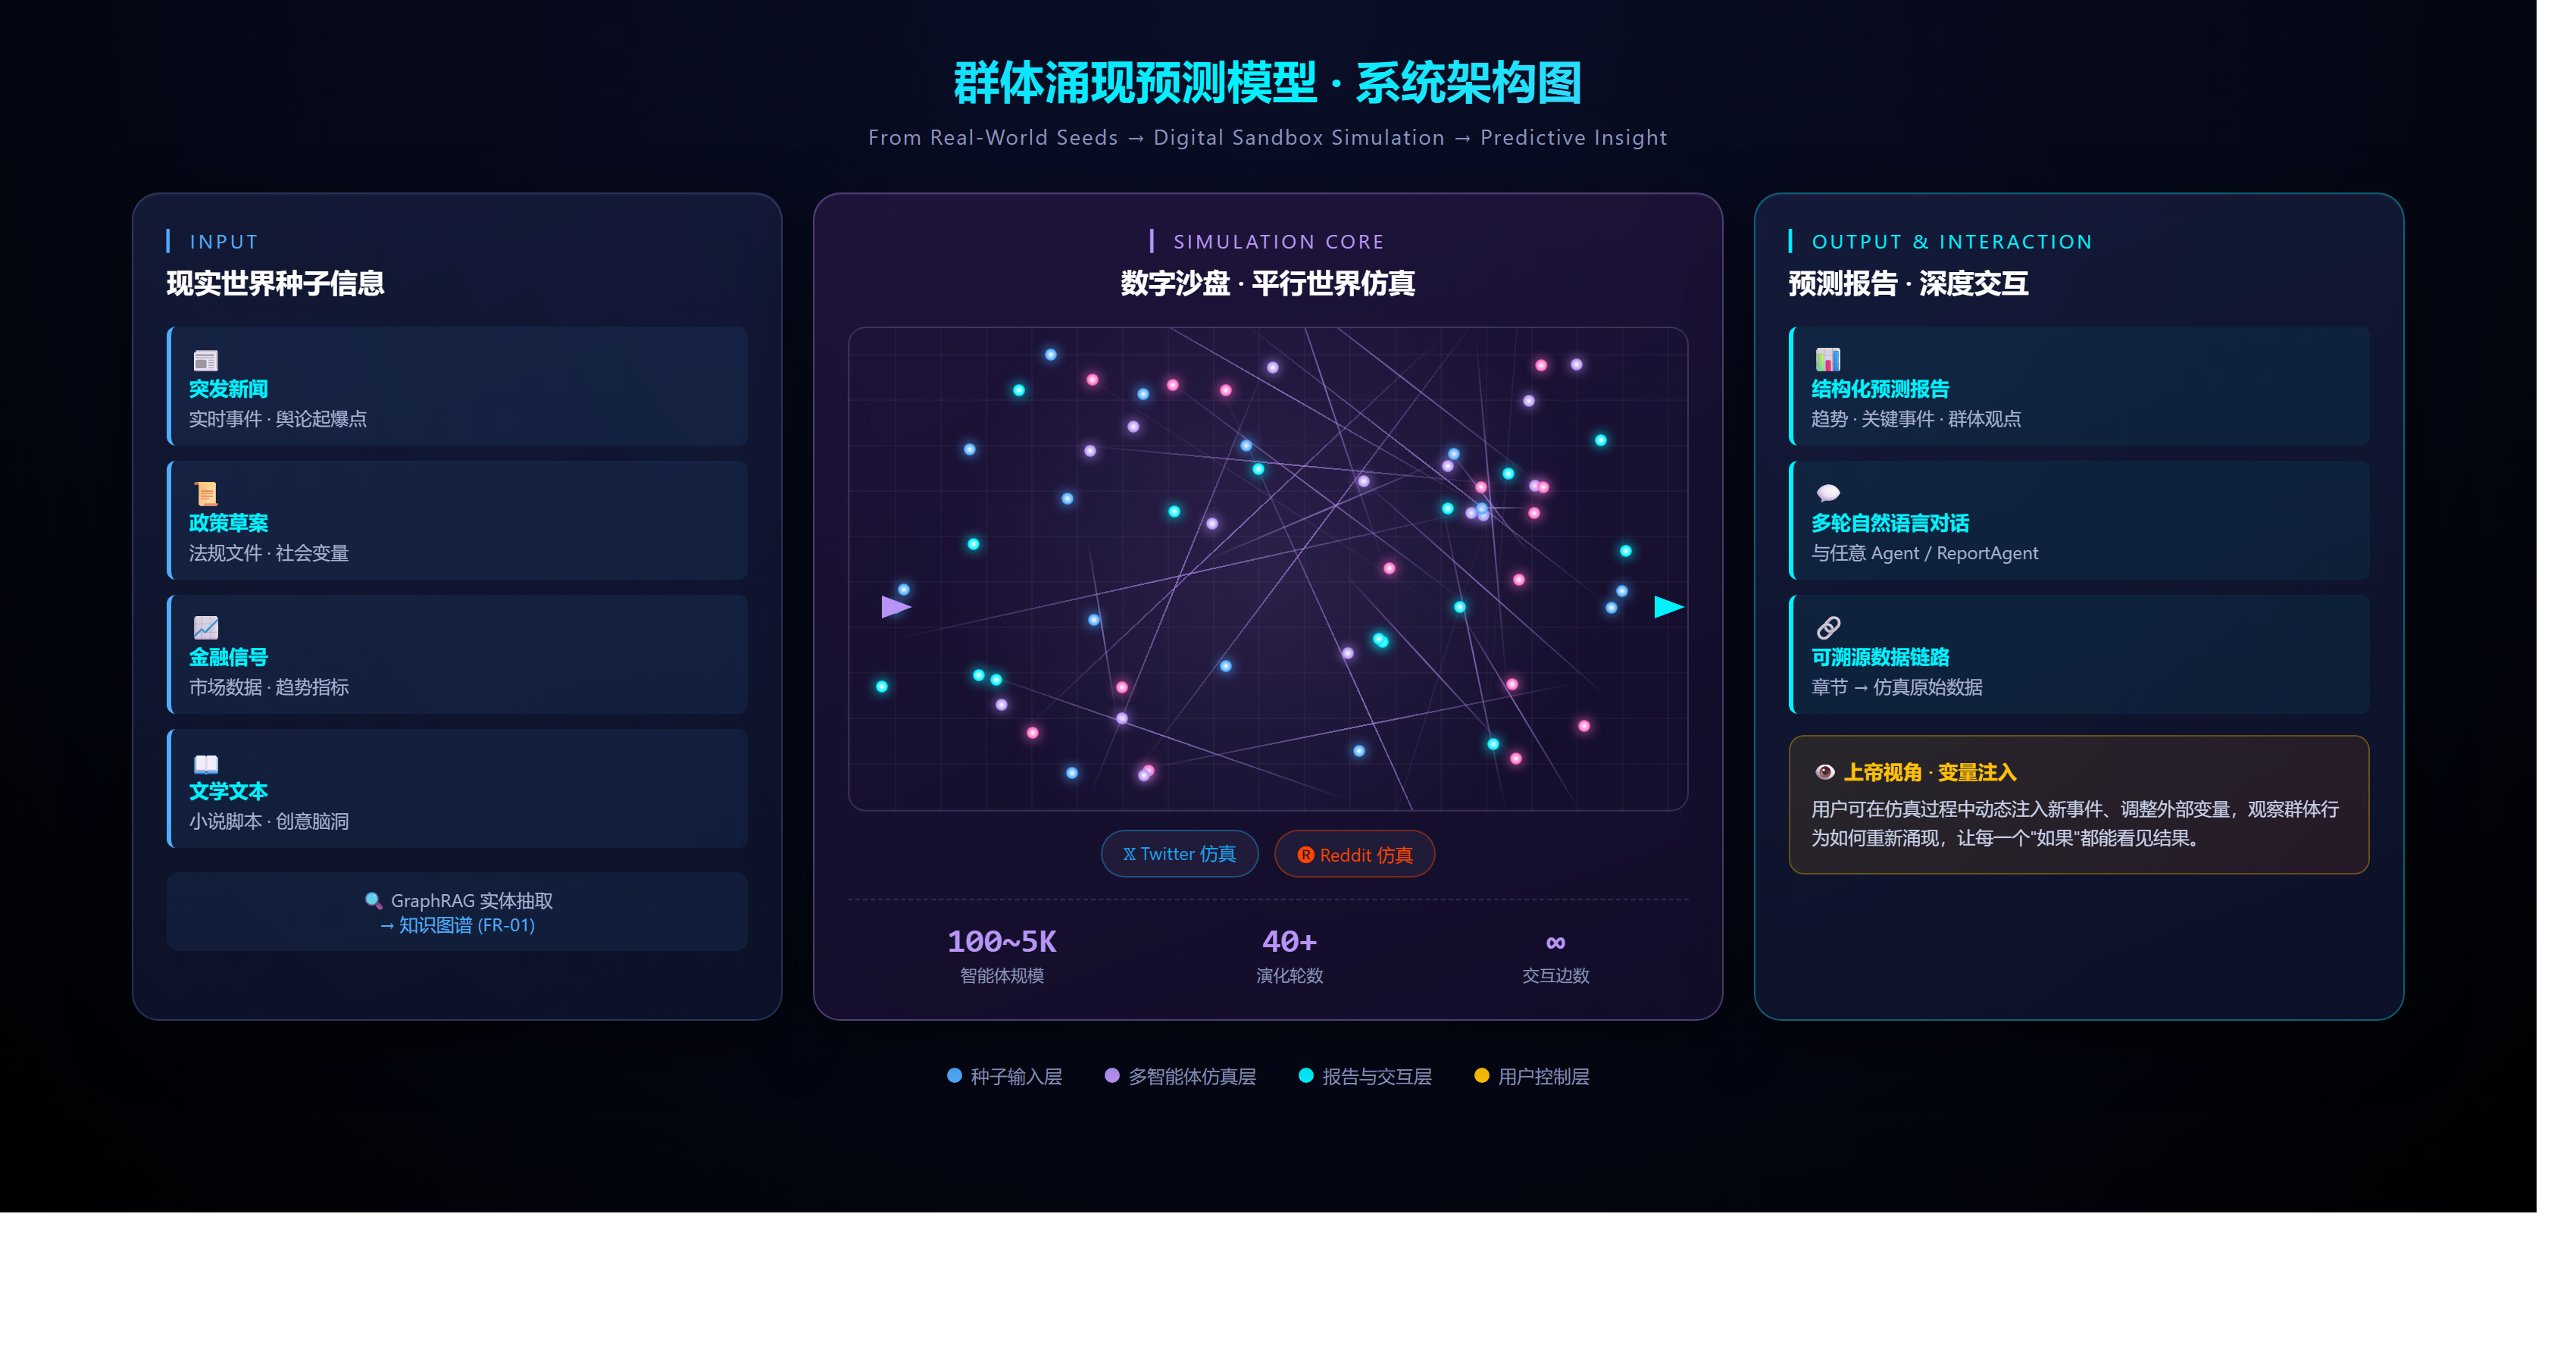 群体涌现预测模型 · 系统架构图
From Real-World Seeds → Digital Sandbox Simulation → Predictive Insight
INPUT
现实世界种子信息
突发新闻
实时事件 · 舆论起爆点
政策草案
法规文件 · 社会变量
金融信号
市场数据 · 趋势指标
文学文本
小说脚本 · 创意脑洞
GraphRAG 实体抽取
→ 知识图谱 (FR-01)
SIMULATION CORE
数字沙盘 · 平行世界仿真
𝕏 Twitter 仿真
🅡 Reddit 仿真
100~5K
智能体规模
40+
演化轮数
∞
交互边数
OUTPUT & INTERACTION
预测报告 · 深度交互
结构化预测报告
趋势 · 关键事件 · 群体观点
多轮自然语言对话
与任意 Agent / ReportAgent
可溯源数据链路
章节 → 仿真原始数据
上帝视角 · 变量注入
用户可在仿真过程中动态注入新事件、调整外部变量，观察群体行
为如何重新涌现，让每一个"如果"都能看见结果。
种子输入层
多智能体仿真层
报告与交互层
用户控制层